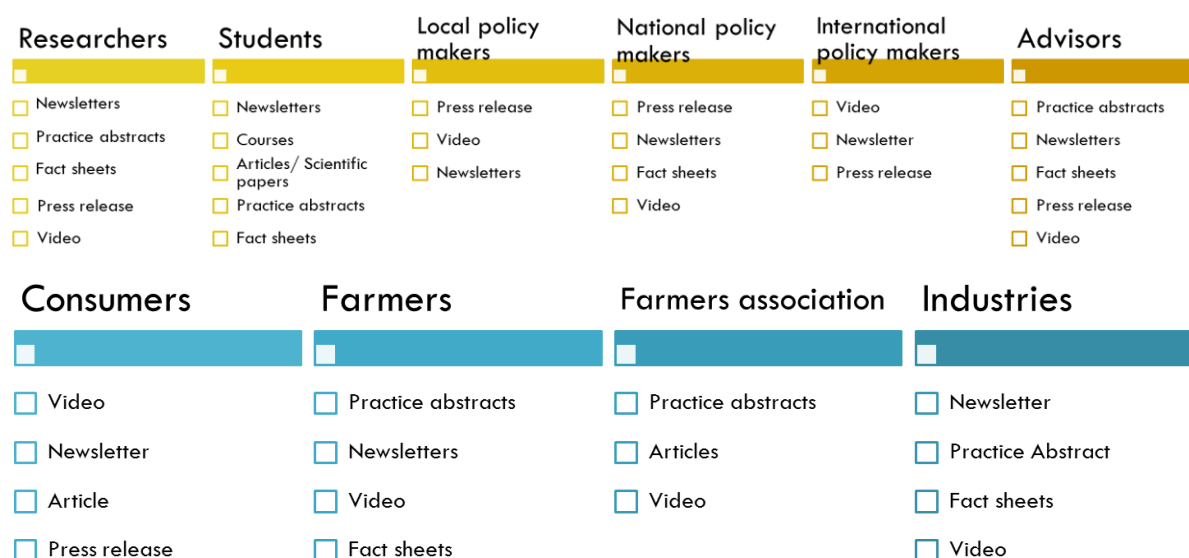 Researchers
Newsletters
Practice abstracts
Fact sheets
Press release
Video
Students
Newsletters
Courses
Articles/ Scientific
papers
Practice abstracts
Fact sheets
Local policy
makers
Press release
Video
Newsletters
National policy
makers
Press release
Newsletters
Fact sheets
Video
International
policy makers
Video
Newsletter
Press release
Advisors
Practice abstracts
Newsletters
Fact sheets
Press release
Video
Consumers
Video
Newsletter
Article
Press release
Farmers
Practice abstracts
Newsletters
Video
Fact sheets
Farmers association
Practice abstracts
Articles
Video
Industries
Newsletter
Practice Abstract
Fact sheets
Video